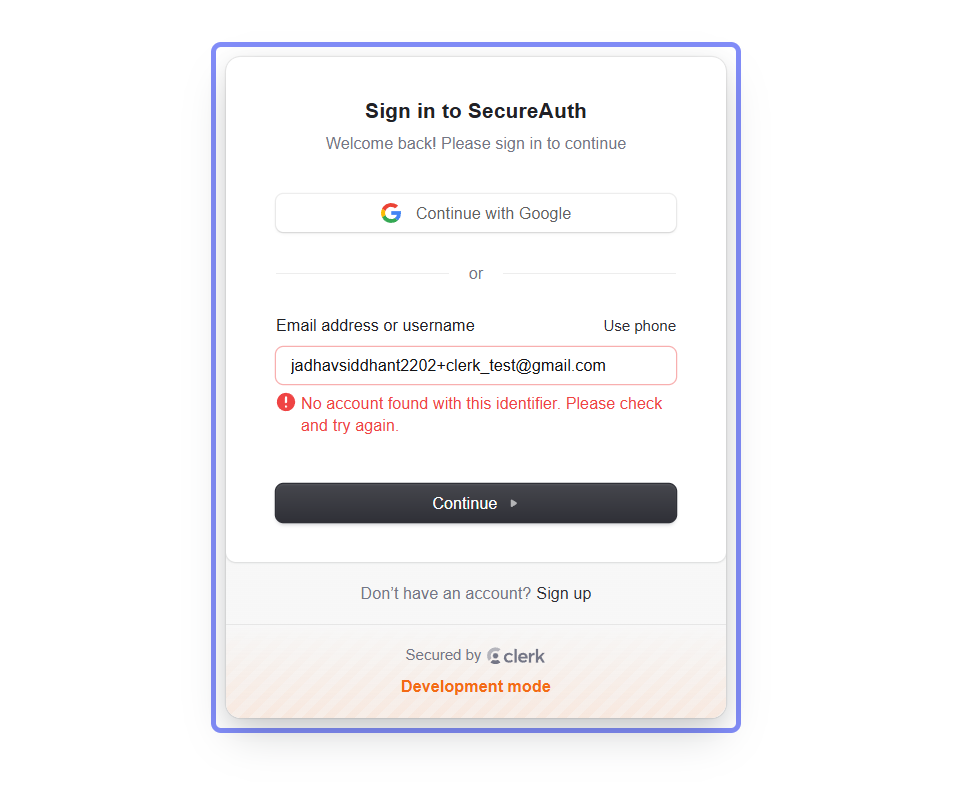 Sign in to SecureAuth
Welcome back! Please sign in to continue
Continue with Google
or
Email address or username
Use phone
jadhavsiddhant2202+clerk_test@gmail.com
No account found with this identifier. Please check
and try again.
Continue
Don’t have an account? Sign up
Secured by clerk
Development mode